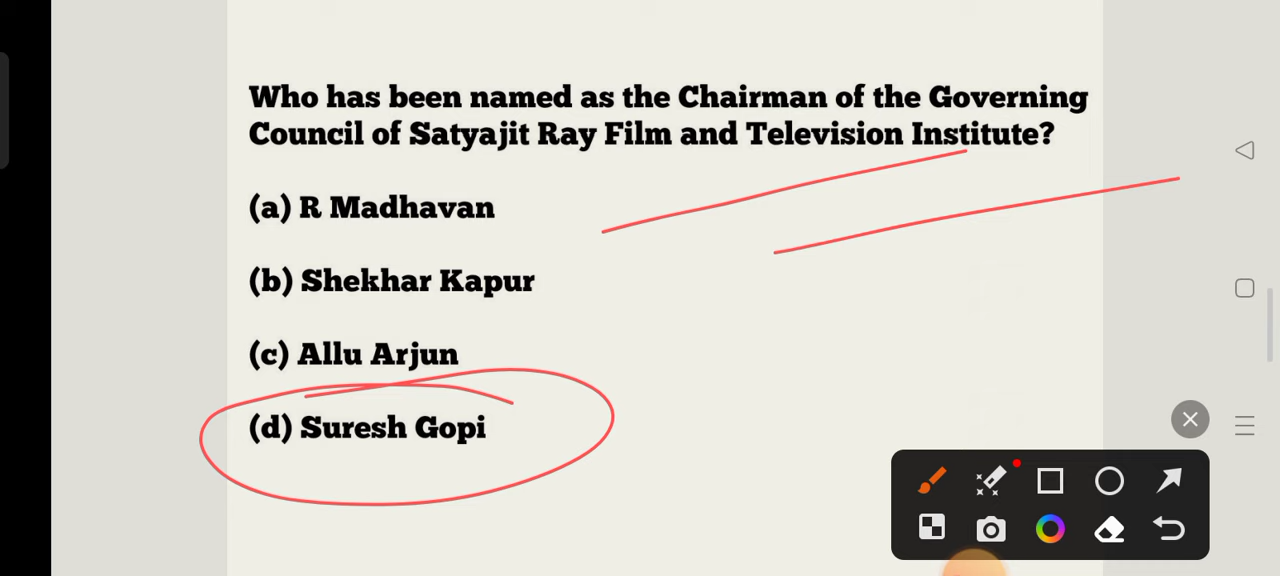 Who has been named as the Chairman of the Governing
Council of Satyajit Ray Film and Television Institute?
(a) R Madhavan
(b) Shekhar Kapur
(c) Allu Arjun
(d) Suresh Gopi